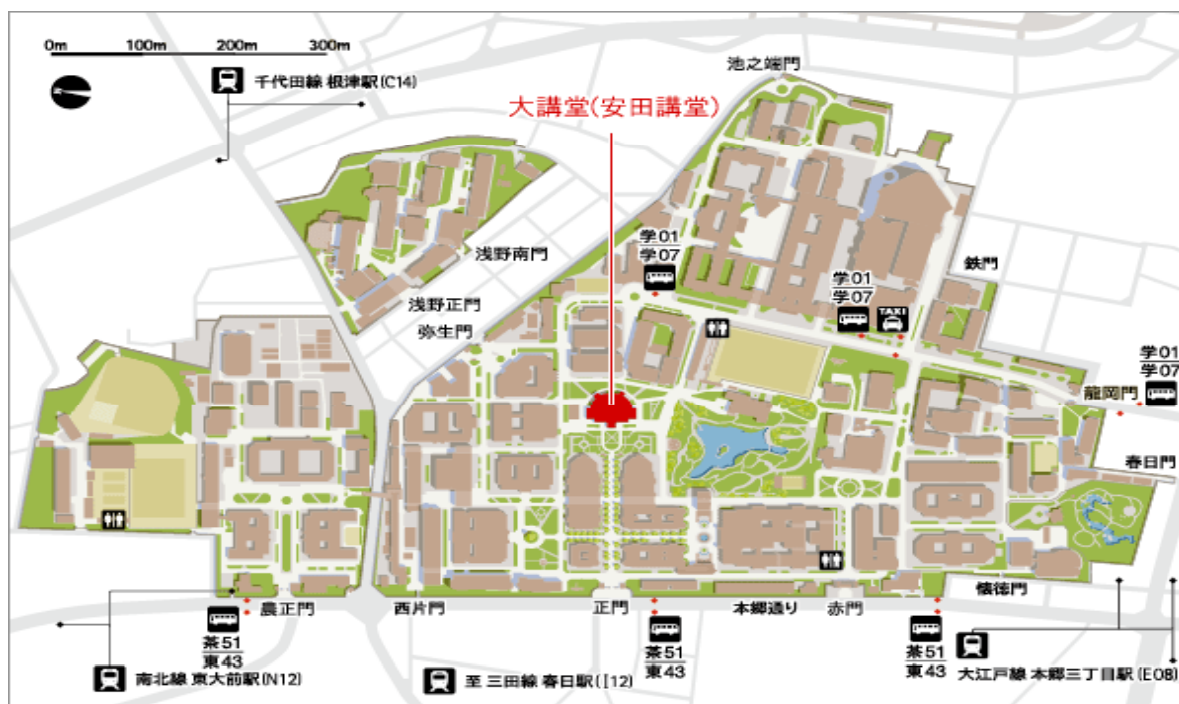 0m 100m 200m 300m
千代田線 根津駅(C14)
池之端門
大講堂(安田講堂)
学01
学07
浅野南門
浅野正門
弥生門
学01
学07
TAXI
鉄門
学01
学07
龍岡門
春日門
農正門
西片門
正門
本郷通り
赤門
懐徳門
茶51
東43
茶51
東43
茶51
東43
南北線 東大前駅(N12)
至 三田線 春日駅(I12)
大江戸線 本郷三丁目駅(E08)